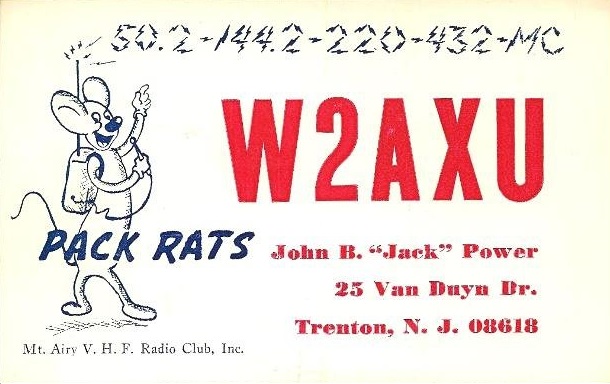 50.2-144.2-220-432-MC
W2AXU
PACK RATS
John B. "Jack" Power
25 Van Duyn Dr.
Trenton, N. J. 08618
Mt. Airy V. H. F. Radio Club, Inc.